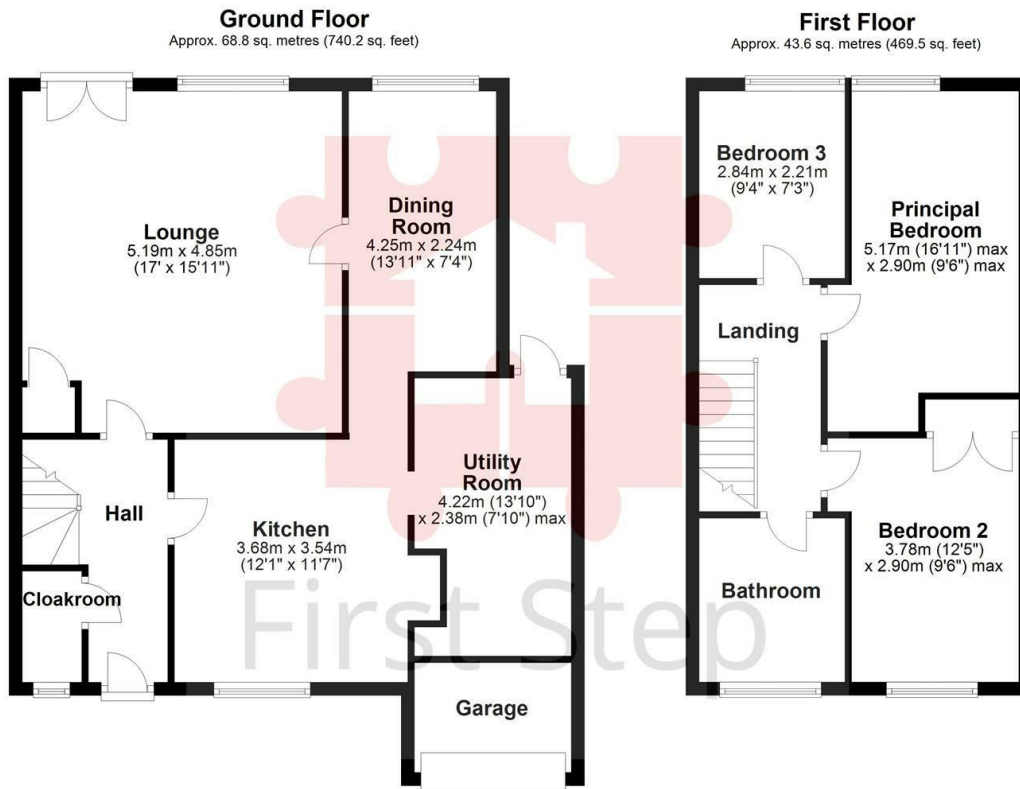 Ground Floor
Approx. 68.8 sq. metres (740.2 sq. feet)
Lounge
5.19m x 4.85m
(17' x 15'11")
Dining
Room
4.25m x 2.24m
(13'11" x 7'4")
Hall
Kitchen
3.68m x 3.54m
(12'1" x 11'7")
Utility
Room
4.22m (13'10")
x 2.38m (7'10") max
Cloakroom
Garage
First Floor
Approx. 43.6 sq. metres (469.5 sq. feet)
Bedroom 3
2.84m x 2.21m
(9'4" x 7'3")
Principal
Bedroom
5.17m (16'11") max
x 2.90m (9'6") max
Landing
Bedroom 2
3.78m (12'5")
x 2.90m (9'6") max
Bathroom
First Step